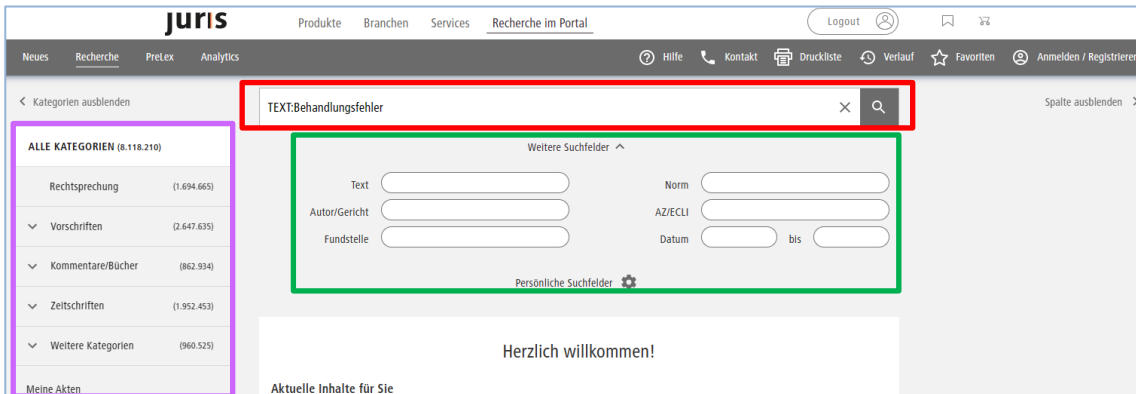 juris Produkte Branchen Services Recherche im Portal Logout
Neues Recherche PreLex Analytics Hilfe Kontakt Druckliste Verlauf Favoriten Anmelden / Registrieren
Kategorien ausblenden
TEXT:Behandlungsfehler
Spalte ausblenden
ALLE KATEGORIEN (8.118.210)
Rechtsprechung (1.694.665)
Vorschriften (2.647.635)
Kommentare/Bücher (862.934)
Zeitschriften (1.952.453)
Weitere Kategorien (960.525)
Meine Akten
Weitere Suchfelder
Text Norm
Autor/Gericht AZ/ECLI
Fundstelle Datum bis
Persönliche Suchfelder
Herzlich willkommen!
Aktuelle Inhalte für Sie